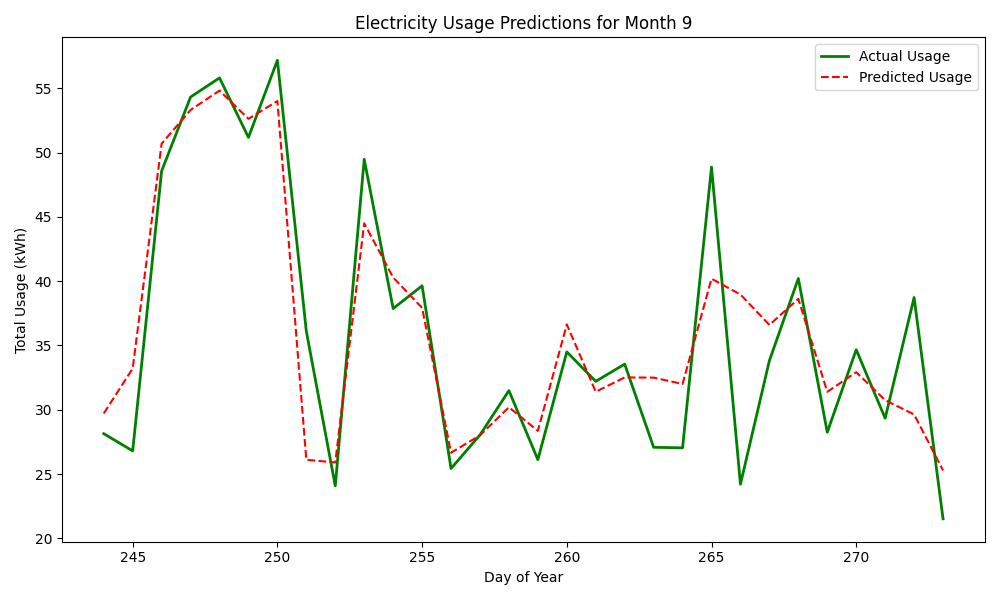 Electricity Usage Predictions for Month 9
Actual Usage
Predicted Usage
Total Usage (kWh)
55
50
45
40
35
30
25
20
245
250
255
260
265
270
Day of Year